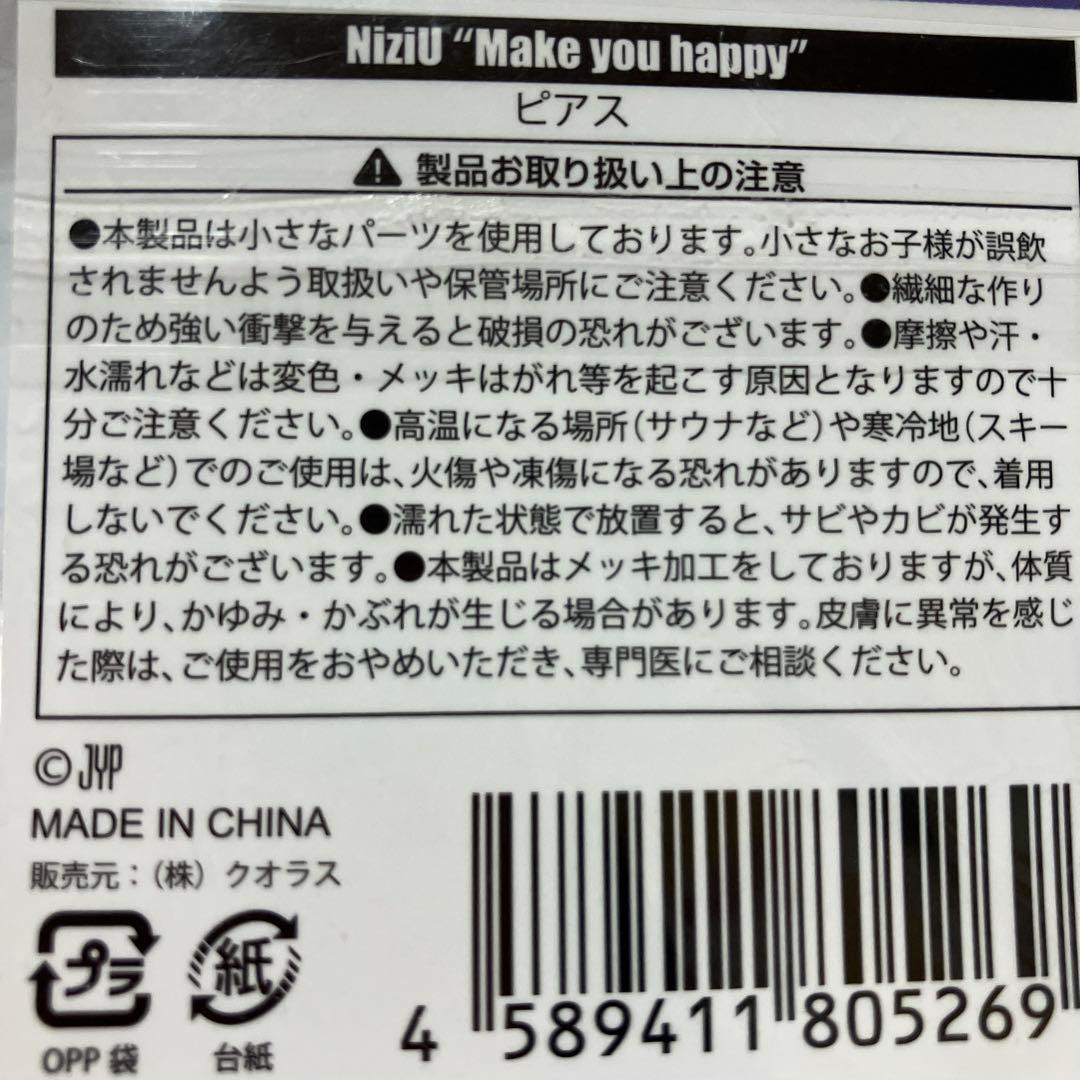 NiziU “Make you happy”
ピアス
製品お取り扱い上の注意
●本製品は小さなパーツを使用しております。小さなお子様が誤飲
されませんよう取扱いや保管場所にご注意ください。●繊細な作り
のため強い衝撃を与えると破損の恐れがございます。●摩擦や汗・
水濡れなどは変色・メッキはがれ等を起こす原因となりますので十
分ご注意ください。●高温になる場所(サウナなど)や寒冷地(スキー
場など)でのご使用は、火傷や凍傷になる恐れがありますので、着用
しないでください。●濡れた状態で放置すると、サビやカビが発生す
る恐れがございます。●本製品はメッキ加工をしておりますが、体質
により、かゆみ・かぶれが生じる場合があります。皮膚に異常を感じ
た際は、ご使用をおやめいただき、専門医にご相談ください。
© JYP
MADE IN CHINA
販売元:(株) クオラス
プラ
紙
OPP 袋
台紙
4 589411 805269